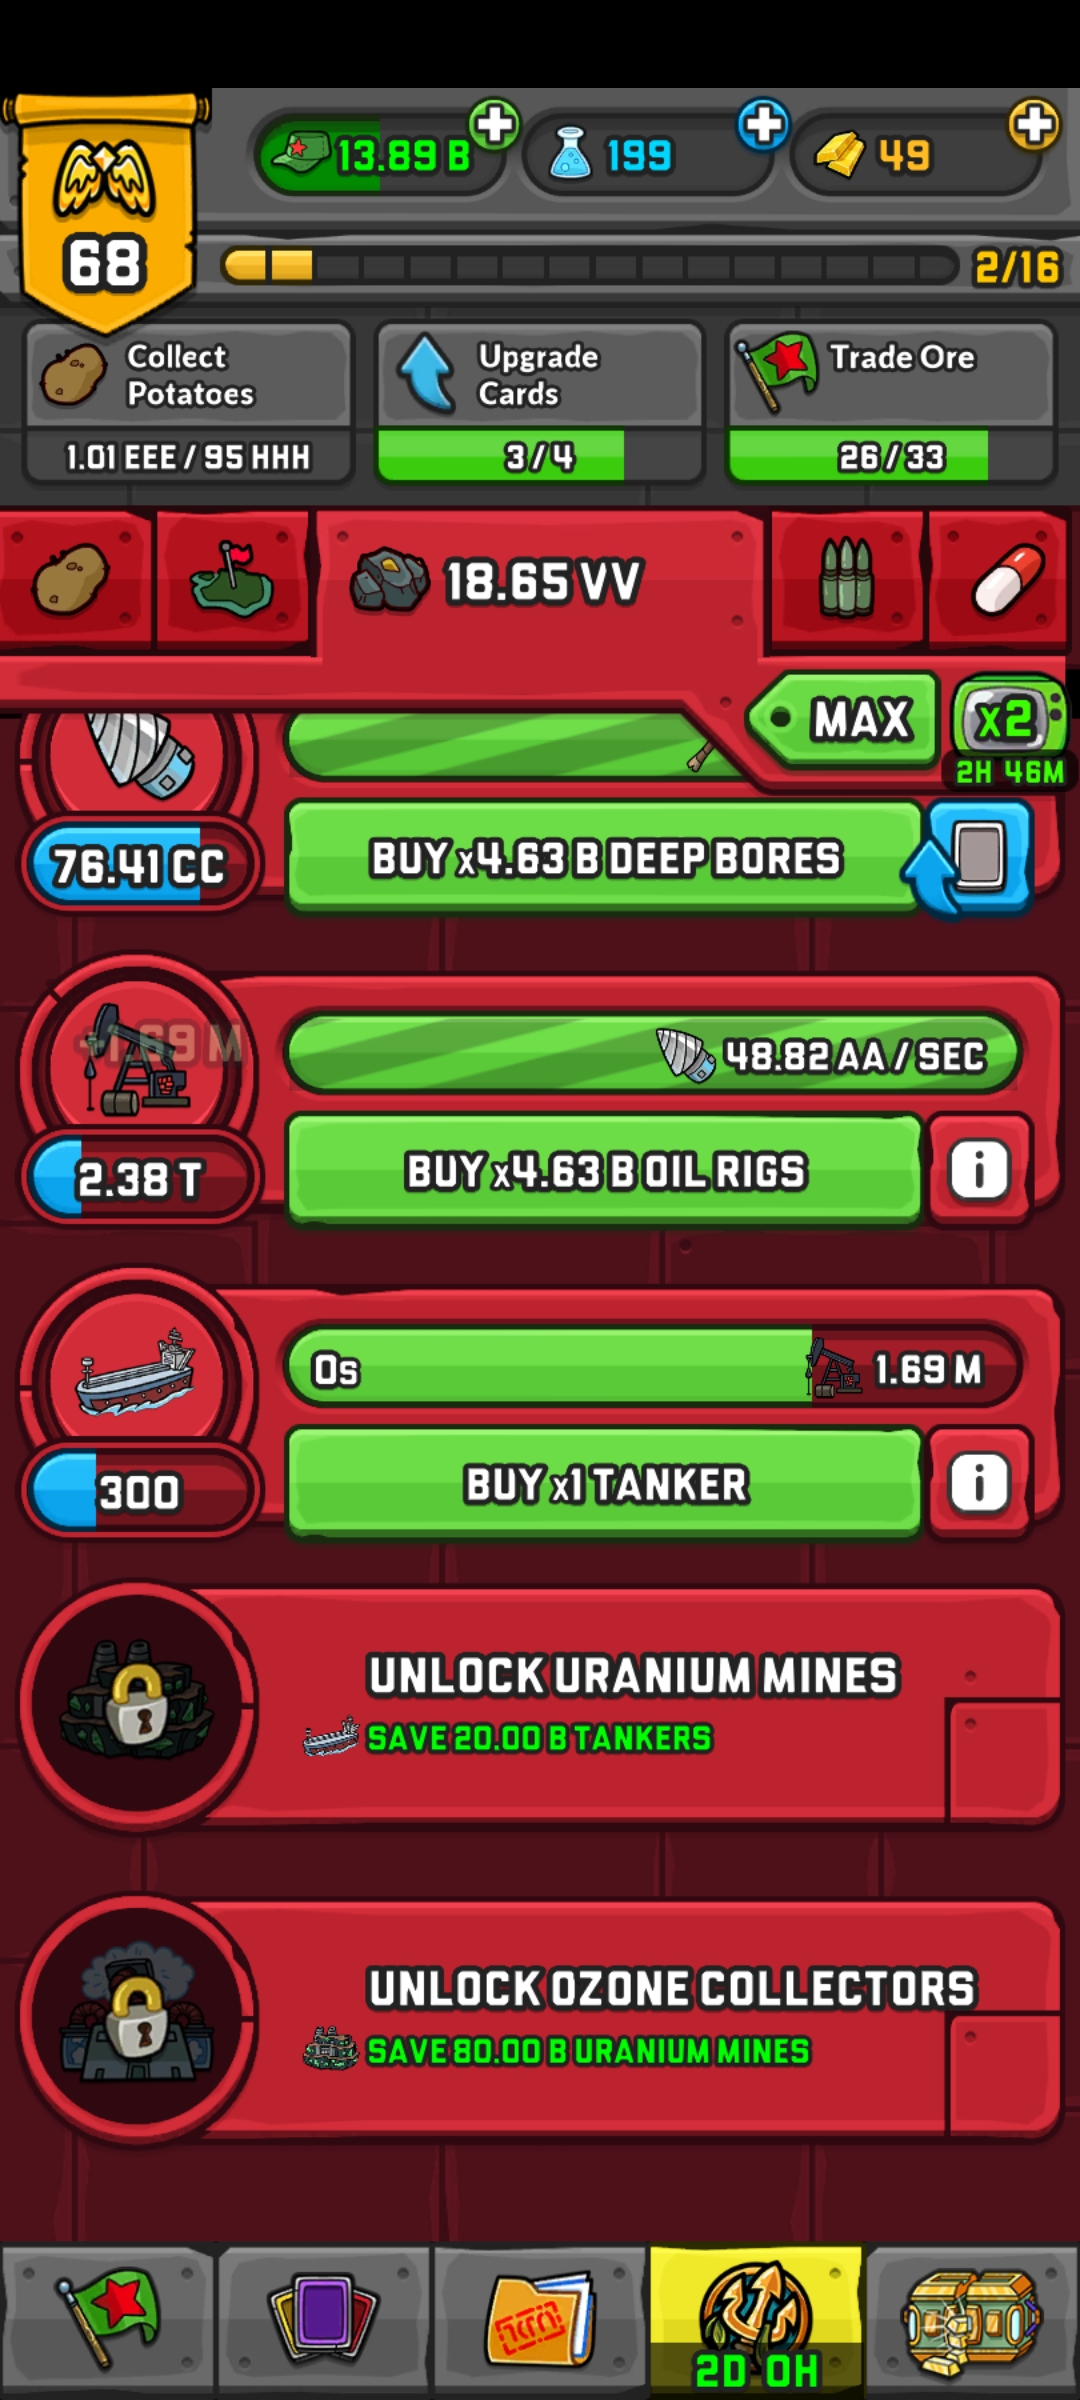 13.89 B
199
49
68
2/16
Collect
Potatoes
Upgrade
Cards
Trade Ore
1.01 EEE / 95 HHH
3/4
26/33
18.65 VV
MAX
x2
2H 46M
76.41 CC
BUY x4.63 B DEEP BORES
+1.69 M
48.82 AA / SEC
2.38 T
BUY x4.63 B OIL RIGS
i
0s
1.69 M
300
BUY x1 TANKER
i
UNLOCK URANIUM MINES
SAVE 20.00 B TANKERS
UNLOCK OZONE COLLECTORS
SAVE 80.00 B URANIUM MINES
2D 0H